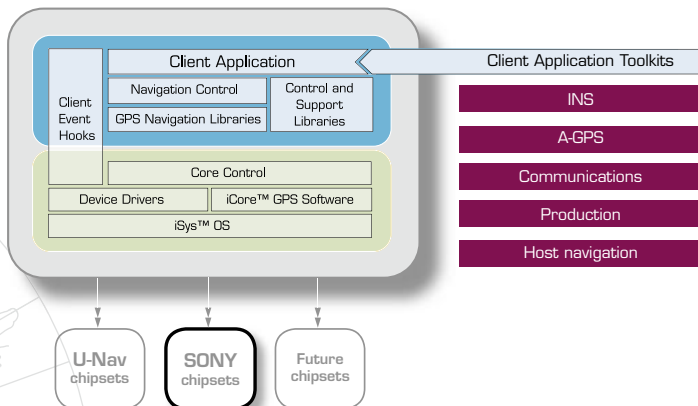 Client Application
Client Application Toolkits
Client
Event
Hooks
Navigation Control
GPS Navigation Libraries
Control and
Support
Libraries
Core Control
Device Drivers
iCore™ GPS Software
iSys™ OS
INS
A-GPS
Communications
Production
Host navigation
U-Nav
chipsets
SONY
chipsets
Future
chipsets